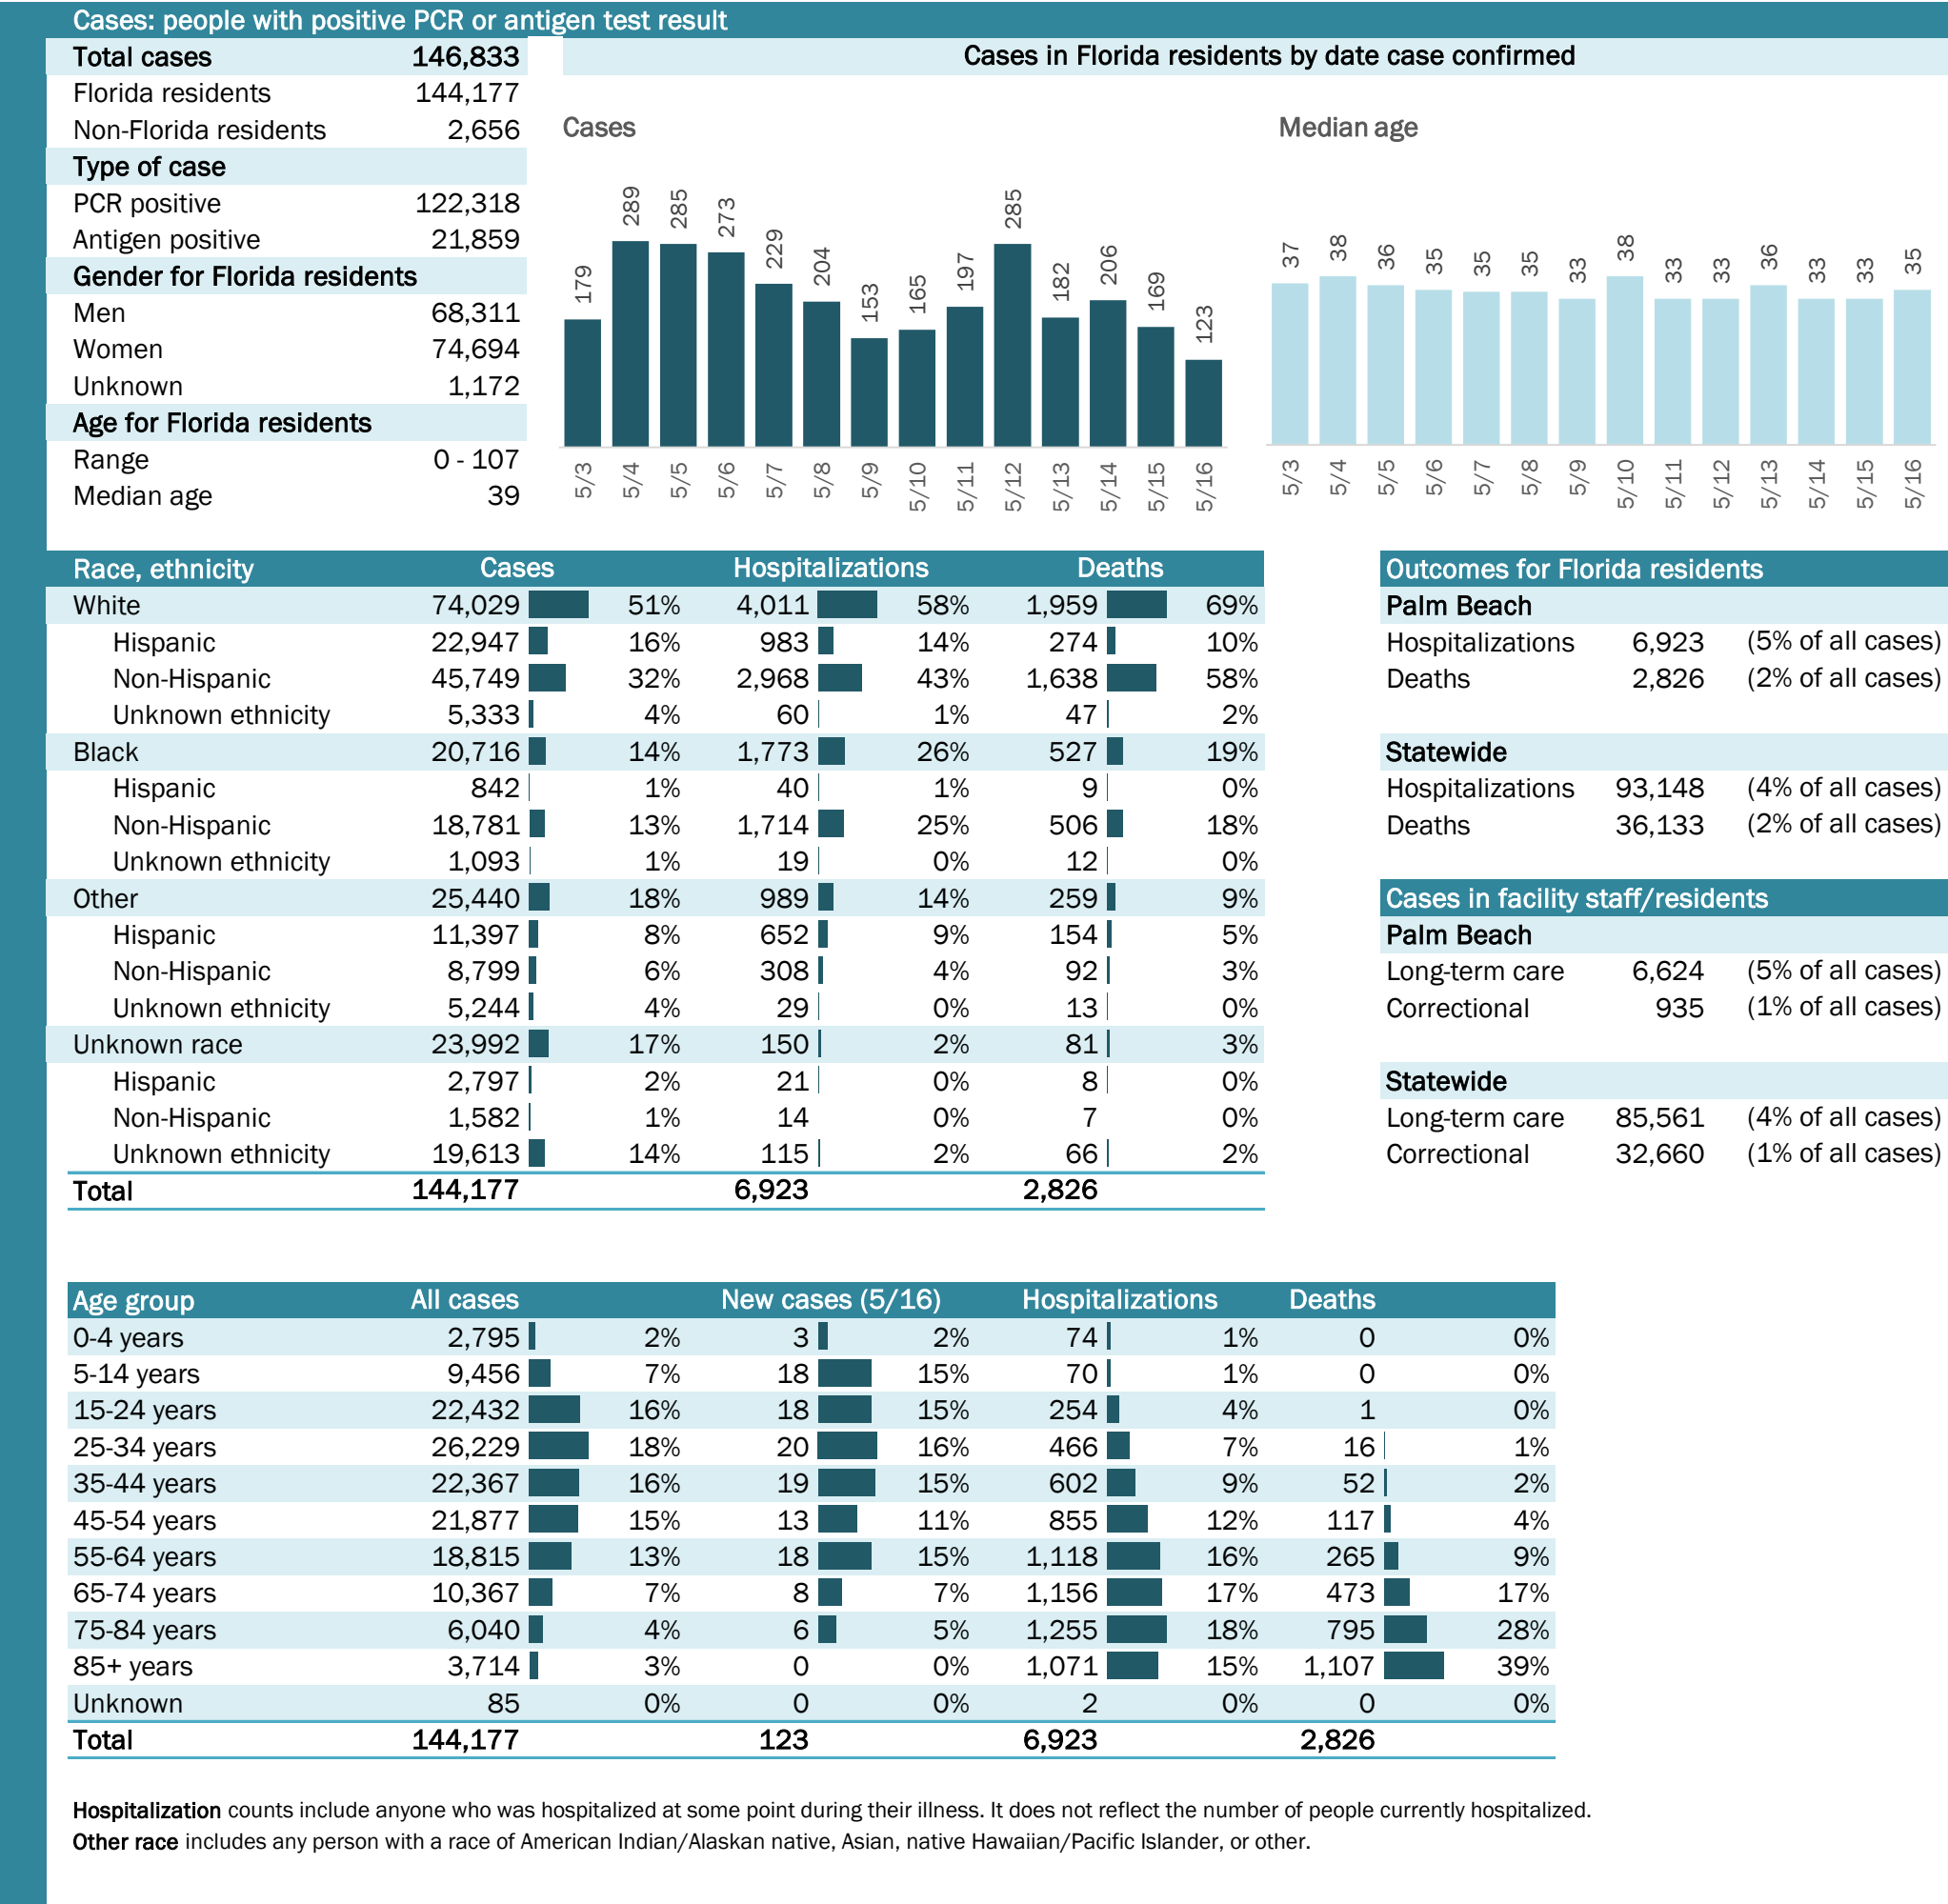 Cases: people with positive PCR or antigen test result
Total cases 146,833
Florida residents 144,177
Non-Florida residents 2,656
Type of case
PCR positive 122,318
Antigen positive 21,859
Gender for Florida residents
Men 68,311
Women 74,694
Unknown 1,172
Age for Florida residents
Range 0 - 107
Median age 39
Cases in Florida residents by date case confirmed
Cases
179 289 285 273 229 204 153 165 197 285 182 206 169 123
5/3 5/4 5/5 5/6 5/7 5/8 5/9 5/10 5/11 5/12 5/13 5/14 5/15 5/16
Median age
37 38 36 35 35 35 33 38 33 33 36 33 33 35
5/3 5/4 5/5 5/6 5/7 5/8 5/9 5/10 5/11 5/12 5/13 5/14 5/15 5/16
Race, ethnicity Cases Hospitalizations Deaths
White 74,029 51% 4,011 58% 1,959 69%
Hispanic 22,947 16% 983 14% 274 10%
Non-Hispanic 45,749 32% 2,968 43% 1,638 58%
Unknown ethnicity 5,333 4% 60 1% 47 2%
Black 20,716 14% 1,773 26% 527 19%
Hispanic 842 1% 40 1% 9 0%
Non-Hispanic 18,781 13% 1,714 25% 506 18%
Unknown ethnicity 1,093 1% 19 0% 12 0%
Other 25,440 18% 989 14% 259 9%
Hispanic 11,397 8% 652 9% 154 5%
Non-Hispanic 8,799 6% 308 4% 92 3%
Unknown ethnicity 5,244 4% 29 0% 13 0%
Unknown race 23,992 17% 150 2% 81 3%
Hispanic 2,797 2% 21 0% 8 0%
Non-Hispanic 1,582 1% 14 0% 7 0%
Unknown ethnicity 19,613 14% 115 2% 66 2%
Total 144,177 6,923 2,826
Outcomes for Florida residents
Palm Beach
Hospitalizations 6,923 (5% of all cases)
Deaths 2,826 (2% of all cases)
Statewide
Hospitalizations 93,148 (4% of all cases)
Deaths 36,133 (2% of all cases)
Cases in facility staff/residents
Palm Beach
Long-term care 6,624 (5% of all cases)
Correctional 935 (1% of all cases)
Statewide
Long-term care 85,561 (4% of all cases)
Correctional 32,660 (1% of all cases)
Age group All cases New cases (5/16) Hospitalizations Deaths
0-4 years 2,795 2% 3 2% 74 1% 0 0%
5-14 years 9,456 7% 18 15% 70 1% 0 0%
15-24 years 22,432 16% 18 15% 254 4% 1 0%
25-34 years 26,229 18% 20 16% 466 7% 16 1%
35-44 years 22,367 16% 19 15% 602 9% 52 2%
45-54 years 21,877 15% 13 11% 855 12% 117 4%
55-64 years 18,815 13% 18 15% 1,118 16% 265 9%
65-74 years 10,367 7% 8 7% 1,156 17% 473 17%
75-84 years 6,040 4% 6 5% 1,255 18% 795 28%
85+ years 3,714 3% 0 0% 1,071 15% 1,107 39%
Unknown 85 0% 0 0% 2 0% 0 0%
Total 144,177 123 6,923 2,826
Hospitalization counts include anyone who was hospitalized at some point during their illness. It does not reflect the number of people currently hospitalized.
Other race includes any person with a race of American Indian/Alaskan native, Asian, native Hawaiian/Pacific Islander, or other.